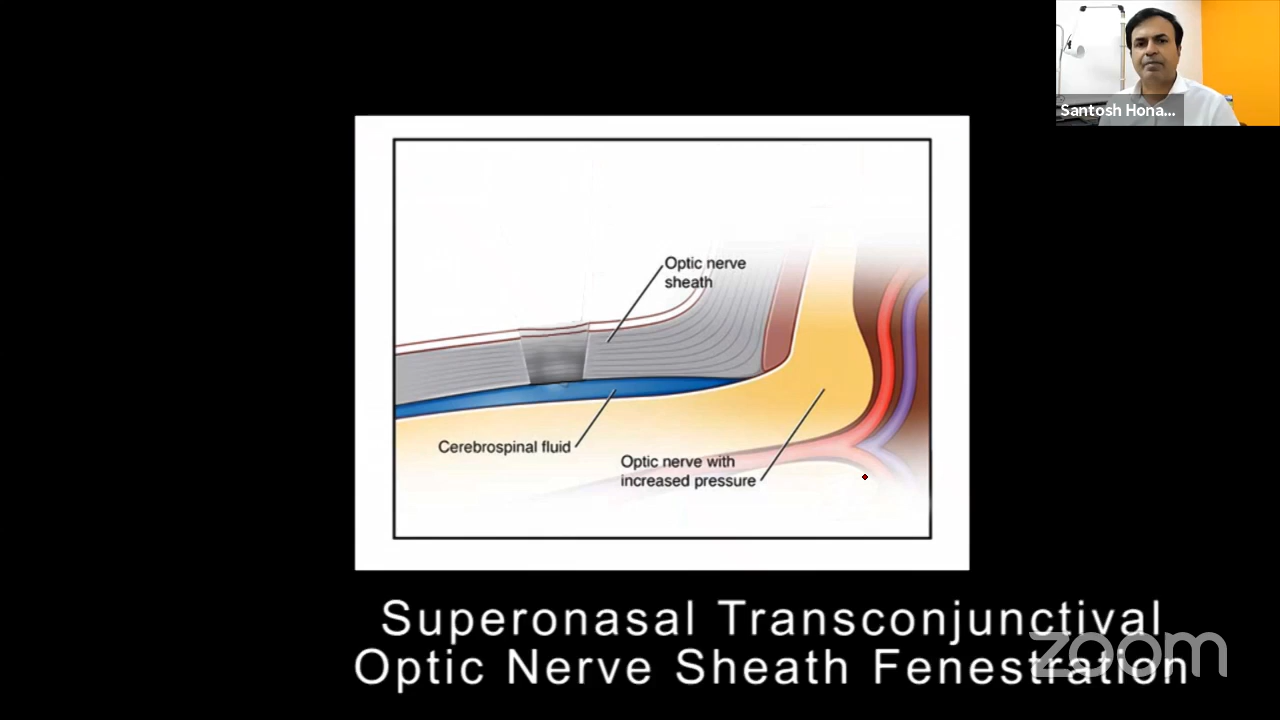 Santosh Hona...
Optic nerve
sheath
Cerebrospinal fluid
Optic nerve with
increased pressure
Superonasal Transconjunctival
Optic Nerve Sheath Fenestration
zoom